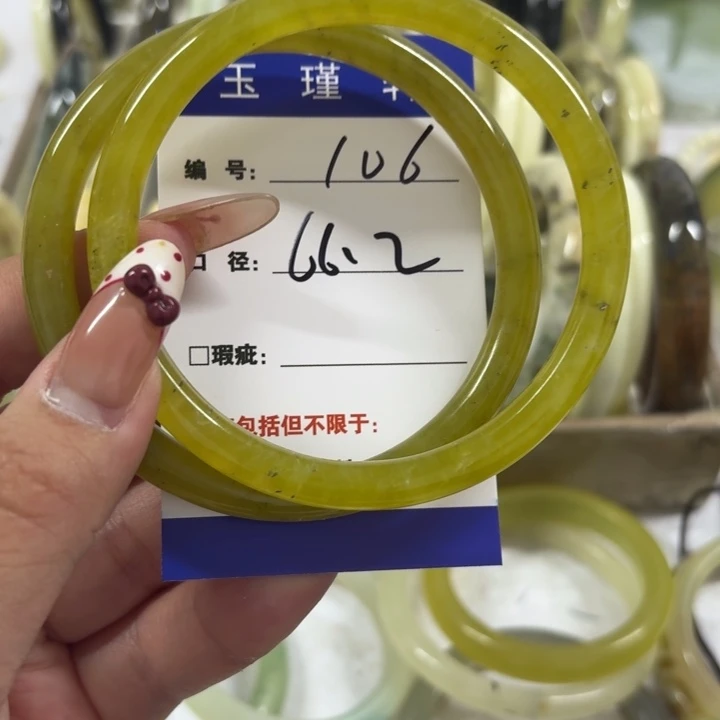 玉 瑾
编 号: 106
口 径: 66.2
□瑕疵:
包括但不限于: